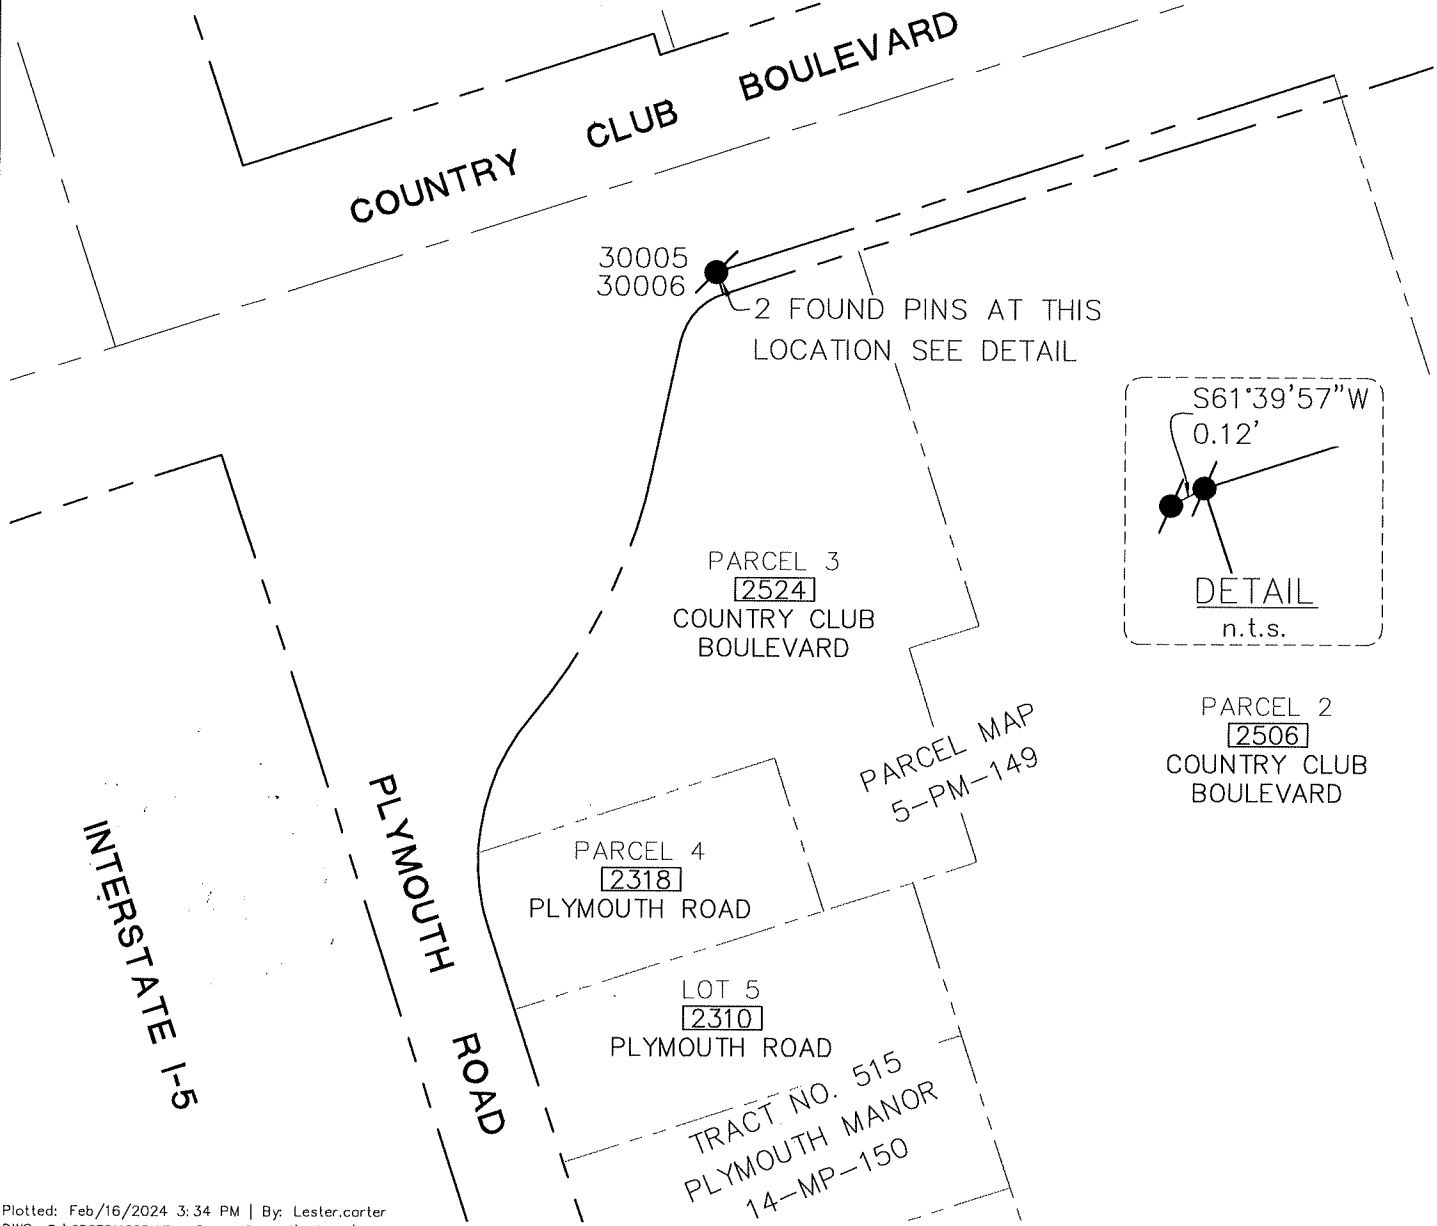 COUNTRY CLUB BOULEVARD
30005
30006
2 FOUND PINS AT THIS
LOCATION SEE DETAIL
S61°39'57"W
0.12'
DETAIL
n.t.s.
PARCEL 3
2524
COUNTRY CLUB
BOULEVARD
PARCEL 2
2506
COUNTRY CLUB
BOULEVARD
PARCEL MAP
5-PM-149
PARCEL 4
2318
PLYMOUTH ROAD
PLYMOUTH ROAD
INTERSTATE I-5
LOT 5
2310
PLYMOUTH ROAD
TRACT NO. 515
PLYMOUTH MANOR
14-MP-150
Plotted: Feb/16/2024 3:34 PM | By: Lester.carter